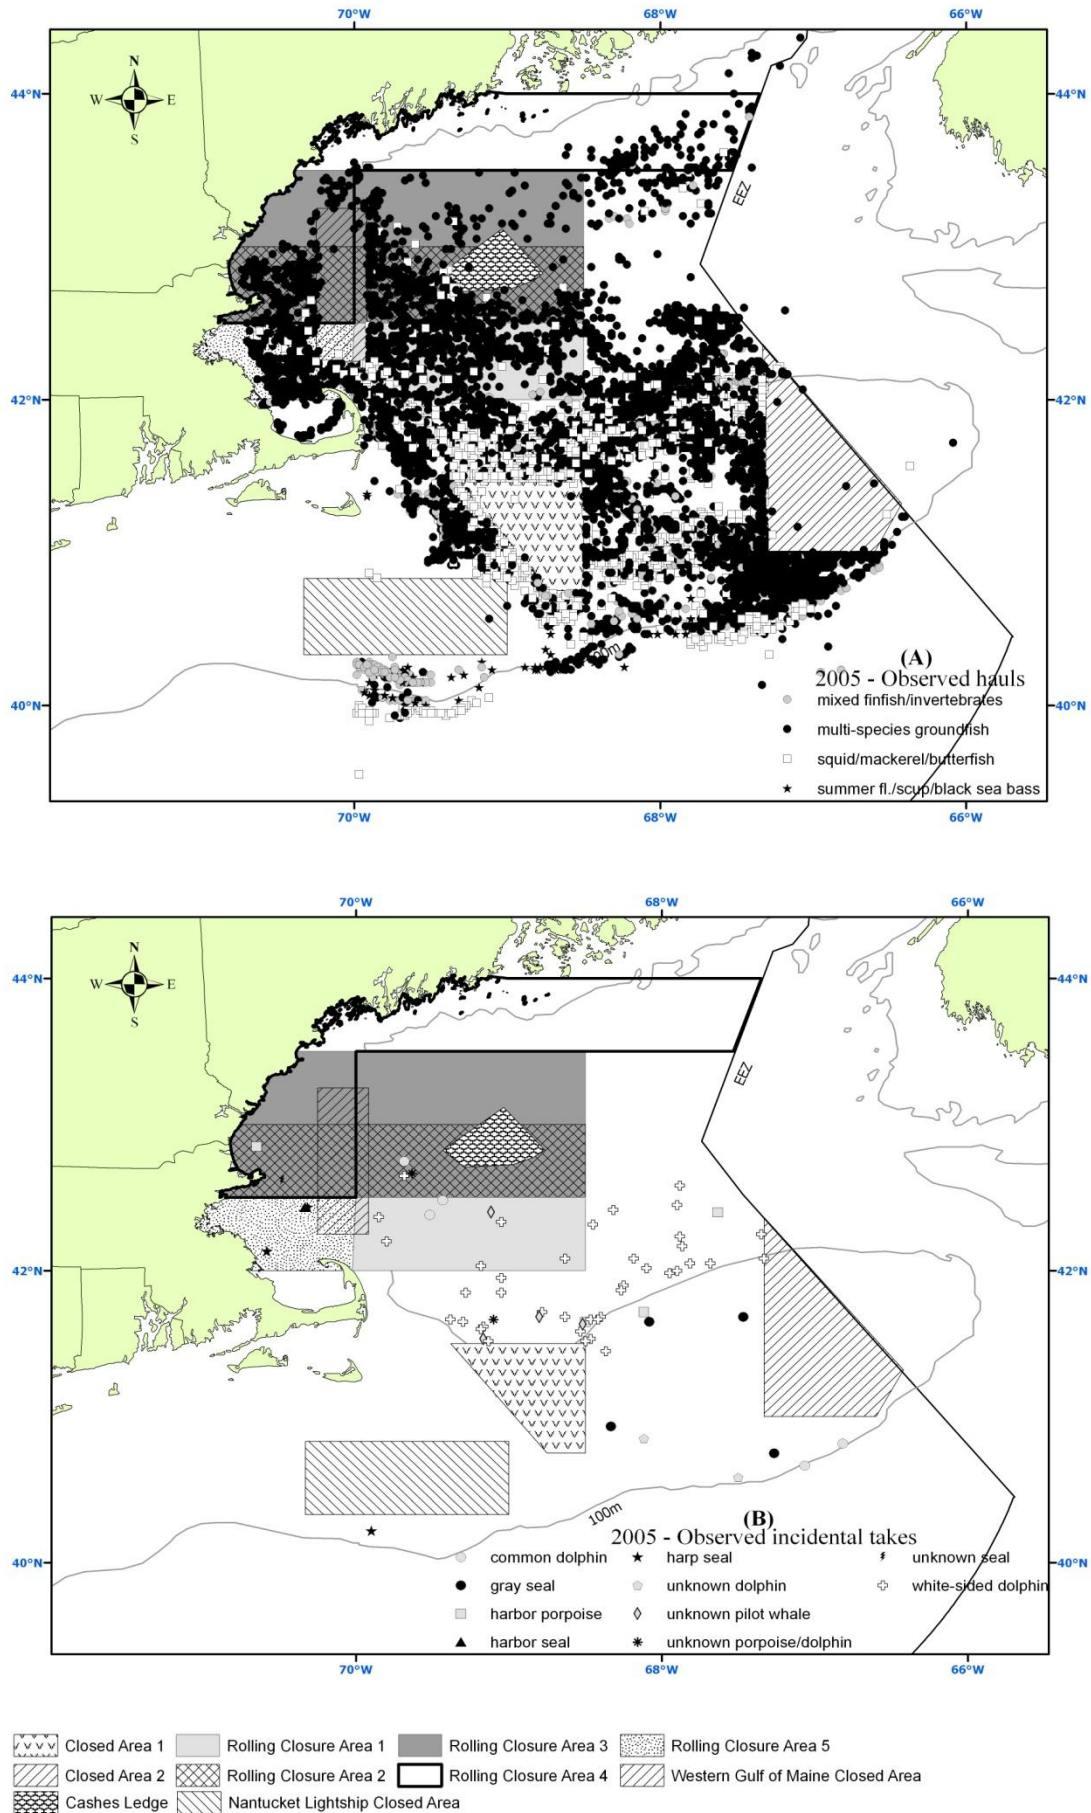 70°W 68°W 66°W
N
W E
S
44°N 44°N
EEZ
42°N 42°N
(A)
2005 - Observed hauls
mixed finfish/invertebrates
40°N 40°N
multi-species groundfish
squid/mackerel/butterfish
summer fl./scup/black sea bass
70°W 68°W 66°W
70°W 68°W 66°W
N
W E
S
44°N 44°N
EEZ
42°N 42°N
100m
(B)
2005 - Observed incidental takes
40°N 40°N
common dolphin harp seal unknown seal
gray seal unknown dolphin white-sided dolphin
harbor porpoise unknown pilot whale
harbor seal unknown porpoise/dolphin
70°W 68°W 66°W
Closed Area 1 Rolling Closure Area 1 Rolling Closure Area 3 Rolling Closure Area 5
Closed Area 2 Rolling Closure Area 2 Rolling Closure Area 4 Western Gulf of Maine Closed Area
Cashes Ledge Nantucket Lightship Closed Area